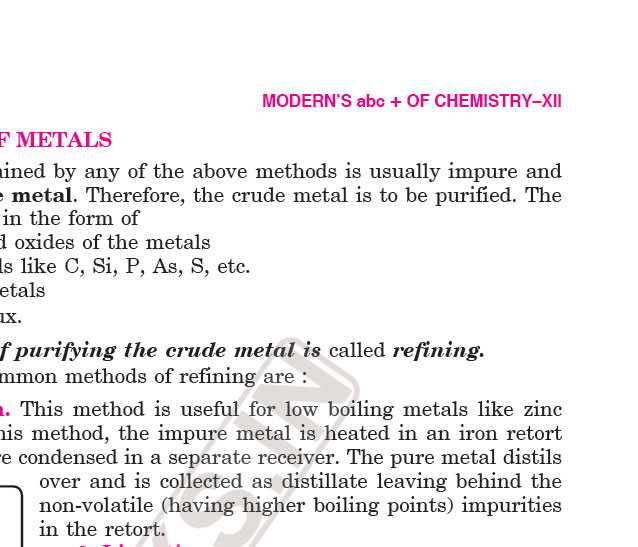 MODERN'S abc + OF CHEMISTRY–XII
F METALS
ained by any of the above methods is usually impure and
e metal. Therefore, the crude metal is to be purified. The
in the form of
d oxides of the metals
ls like C, Si, P, As, S, etc.
etals
ux.
f purifying the crude metal is called refining.
mmon methods of refining are :
n. This method is useful for low boiling metals like zinc
his method, the impure metal is heated in an iron retort
re condensed in a separate receiver. The pure metal distils
over and is collected as distillate leaving behind the
non-volatile (having higher boiling points) impurities
in the retort.